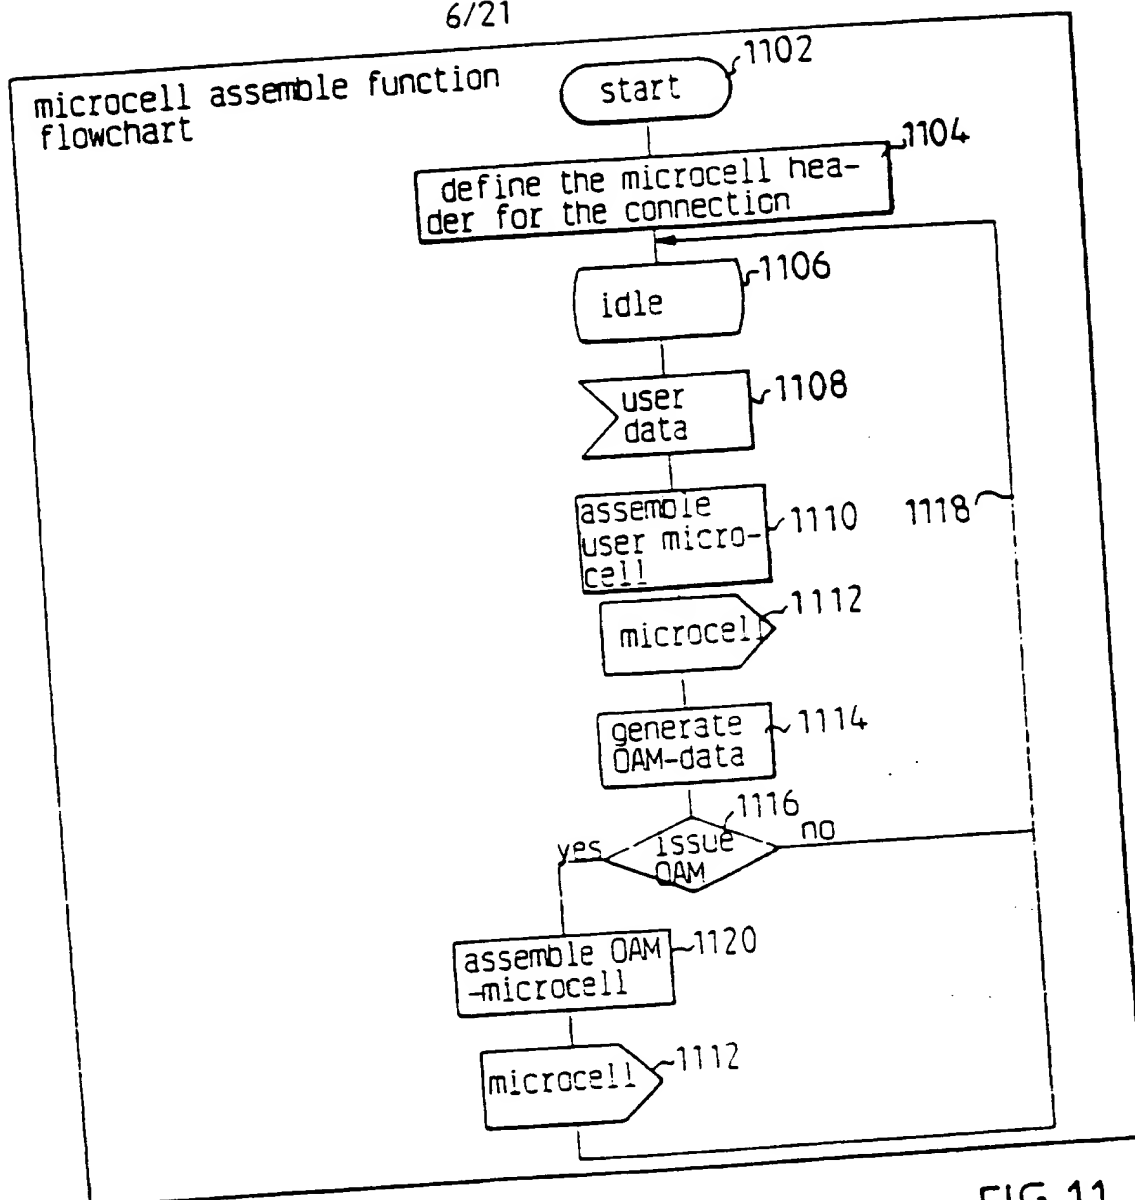 6/21
microcell assemble function
flowchart
start
1102
define the microcell hea-
der for the connection
1104
idle
1106
user
data
1108
assemble
user micro-
cell
1110
1118
microcell
1112
generate
OAM-data
1114
issue
OAM
1116
yes
no
assemble OAM
-microcell
1120
microcell
1112
FIG. 11